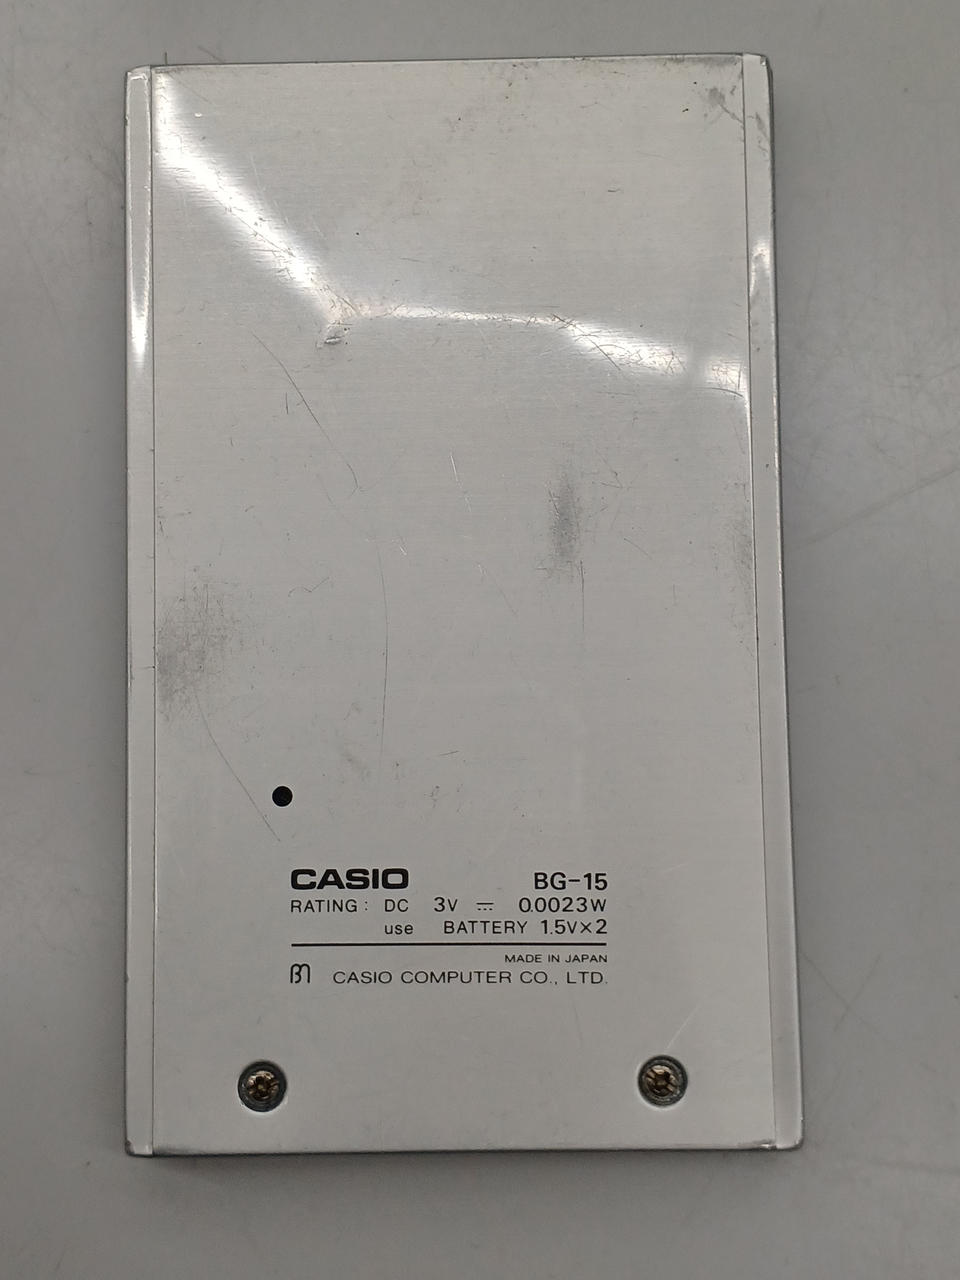 CASIO BG-15
RATING : DC 3V ⎓ 0.0023W
use BATTERY 1.5V×2
MADE IN JAPAN
CASIO COMPUTER CO., LTD.